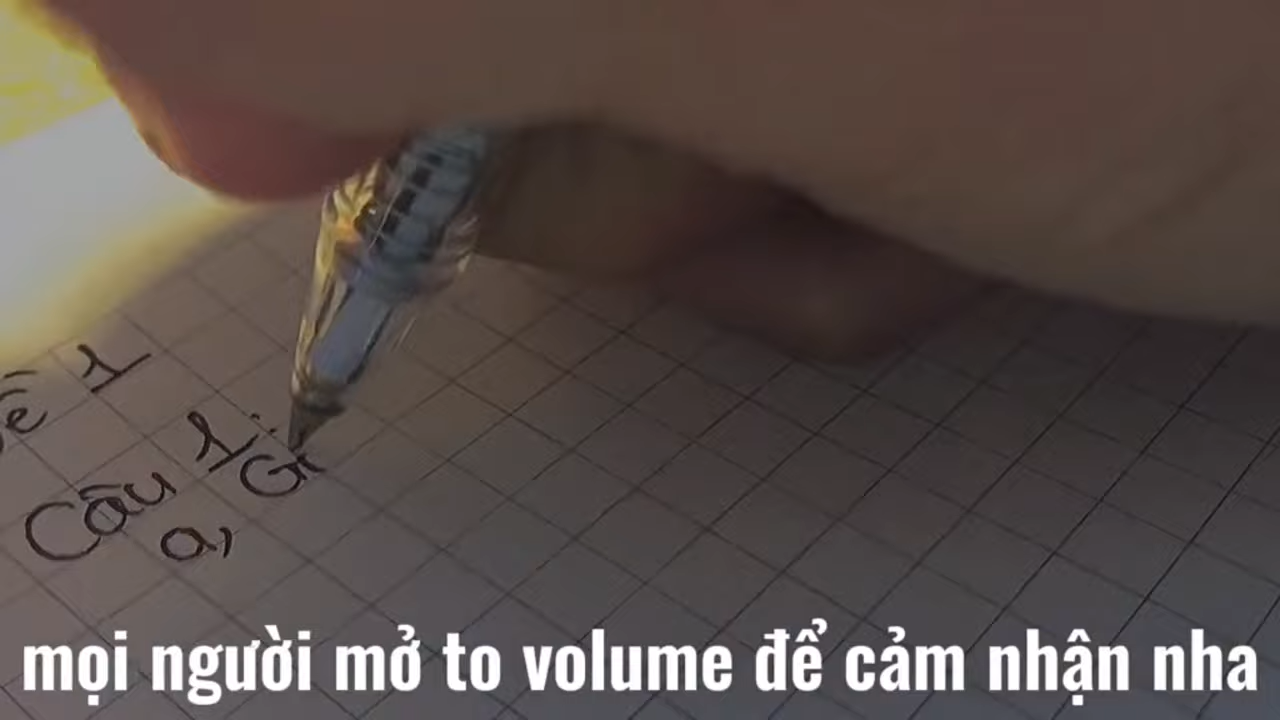 ề 1
Câu 1:
a, G
mọi người mở to volume để cảm nhận nha